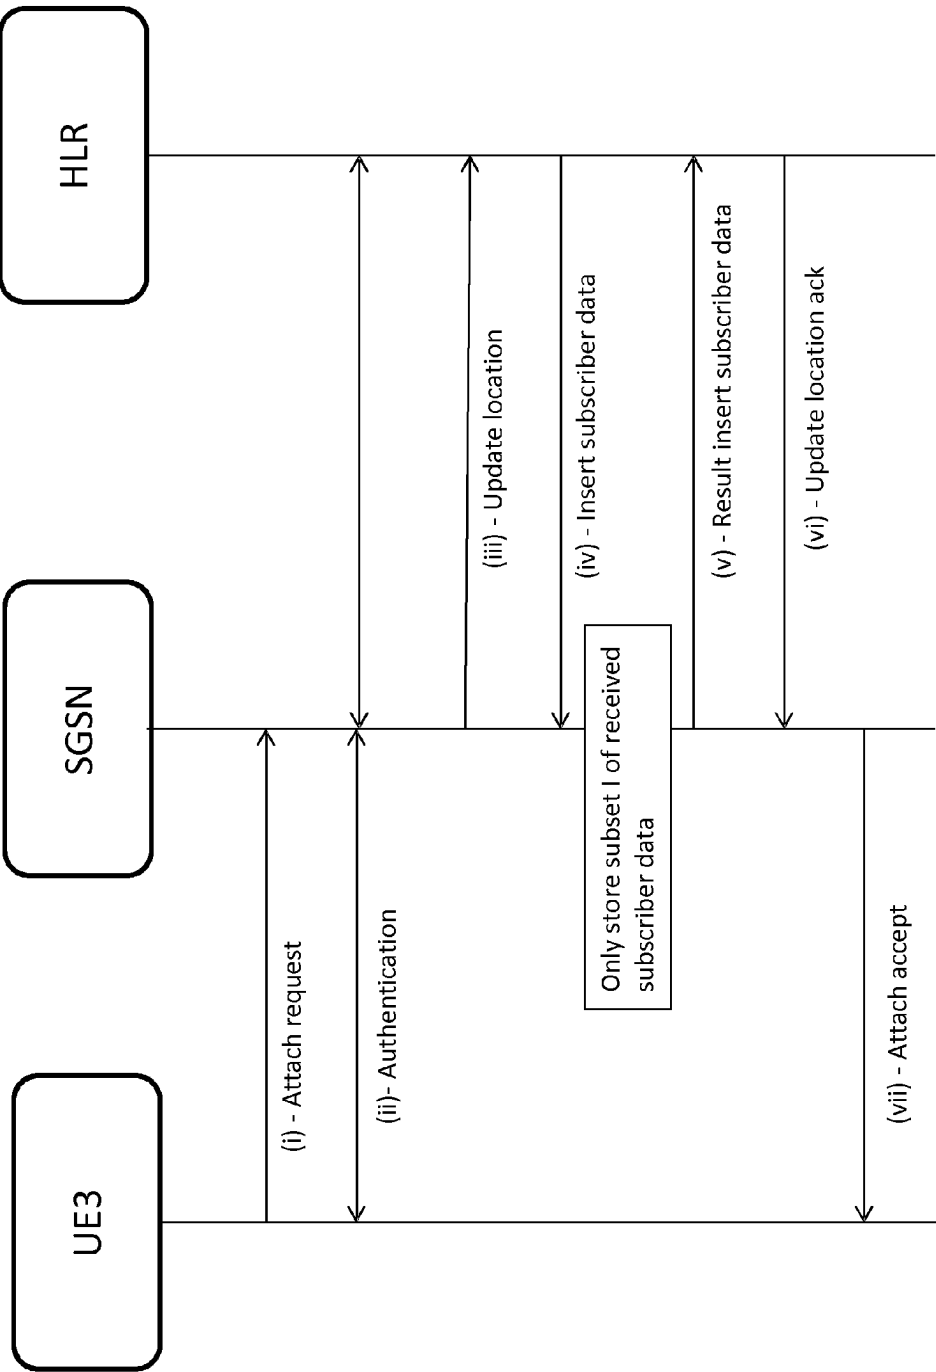 UE3
SGSN
HLR
(i) - Attach request
(ii)- Authentication
(iii) - Update location
(iv) - Insert subscriber data
Only store subset I of received
subscriber data
(v) - Result insert subscriber data
(vi) - Update location ack
(vii) - Attach accept